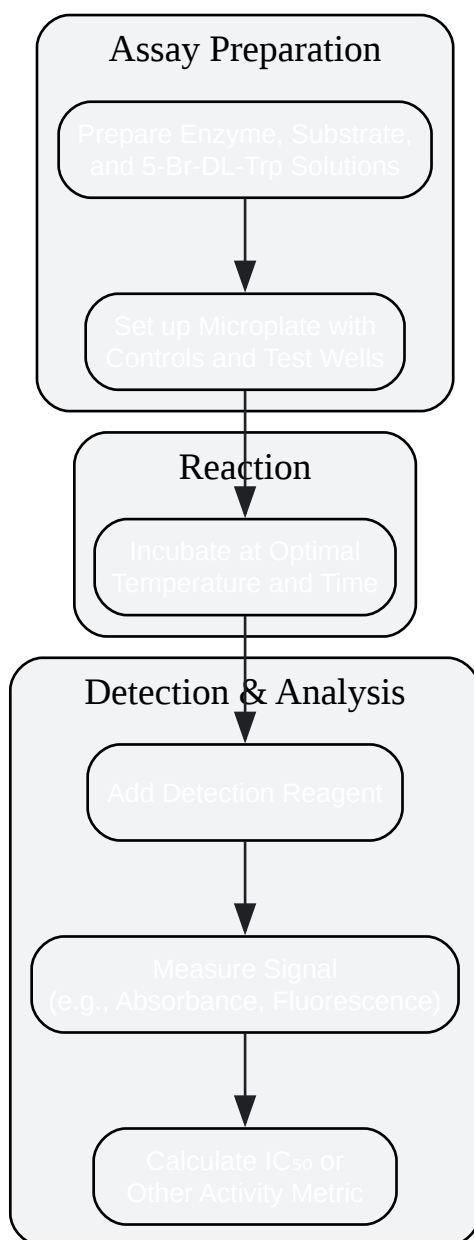 Assay Preparation
Prepare Enzyme, Substrate,
and 5-Br-DL-Trp Solutions
Set up Microplate with
Controls and Test Wells
Reaction
Incubate at Optimal
Temperature and Time
Detection & Analysis
Add Detection Reagent
Measure Signal
(e.g., Absorbance, Fluorescence)
Calculate IC₅₀ or
Other Activity Metric